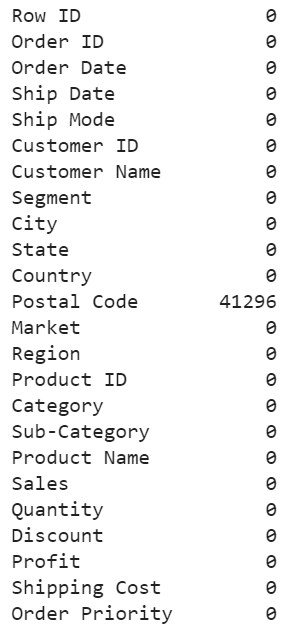 Row ID 0
Order ID 0
Order Date 0
Ship Date 0
Ship Mode 0
Customer ID 0
Customer Name 0
Segment 0
City 0
State 0
Country 0
Postal Code 41296
Market 0
Region 0
Product ID 0
Category 0
Sub-Category 0
Product Name 0
Sales 0
Quantity 0
Discount 0
Profit 0
Shipping Cost 0
Order Priority 0